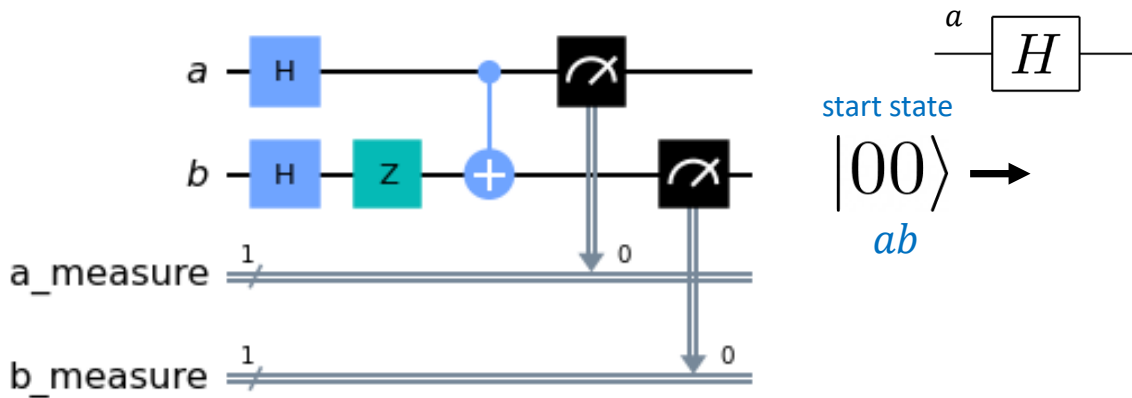 a H
b H Z
a_measure 1 0
b_measure 1 0
a
H
start state
|00⟩
ab